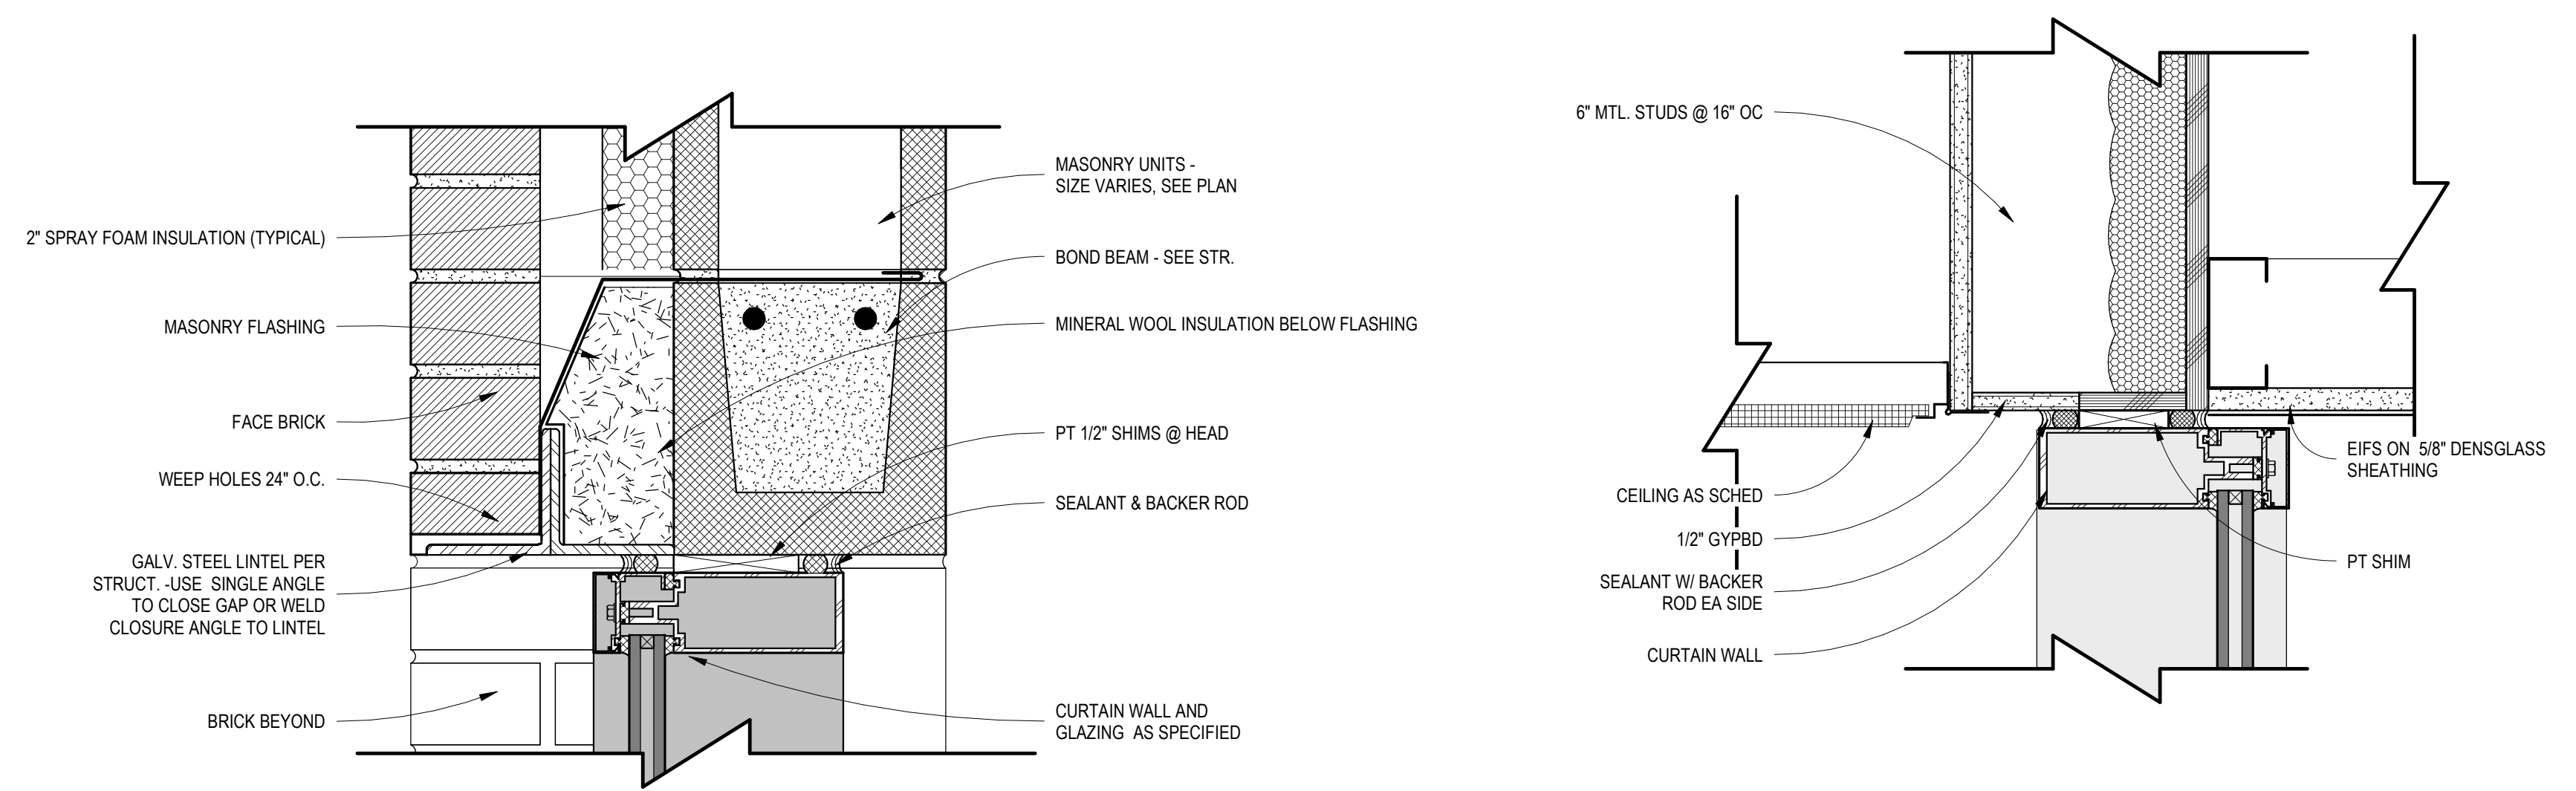 2" SPRAY FOAM INSULATION (TYPICAL)
MASONRY FLASHING
FACE BRICK
WEEP HOLES 24" O.C.
GALV. STEEL LINTEL PER
STRUCT. -USE SINGLE ANGLE
TO CLOSE GAP OR WELD
CLOSURE ANGLE TO LINTEL
BRICK BEYOND
MASONRY UNITS -
SIZE VARIES, SEE PLAN
BOND BEAM - SEE STR.
MINERAL WOOL INSULATION BELOW FLASHING
PT 1/2" SHIMS @ HEAD
SEALANT & BACKER ROD
CURTAIN WALL AND
GLAZING AS SPECIFIED
6" MTL. STUDS @ 16" OC
CEILING AS SCHED
1/2" GYPBD
SEALANT W/ BACKER
ROD EA SIDE
CURTAIN WALL
EIFS ON 5/8" DENSGLASS
SHEATHING
PT SHIM